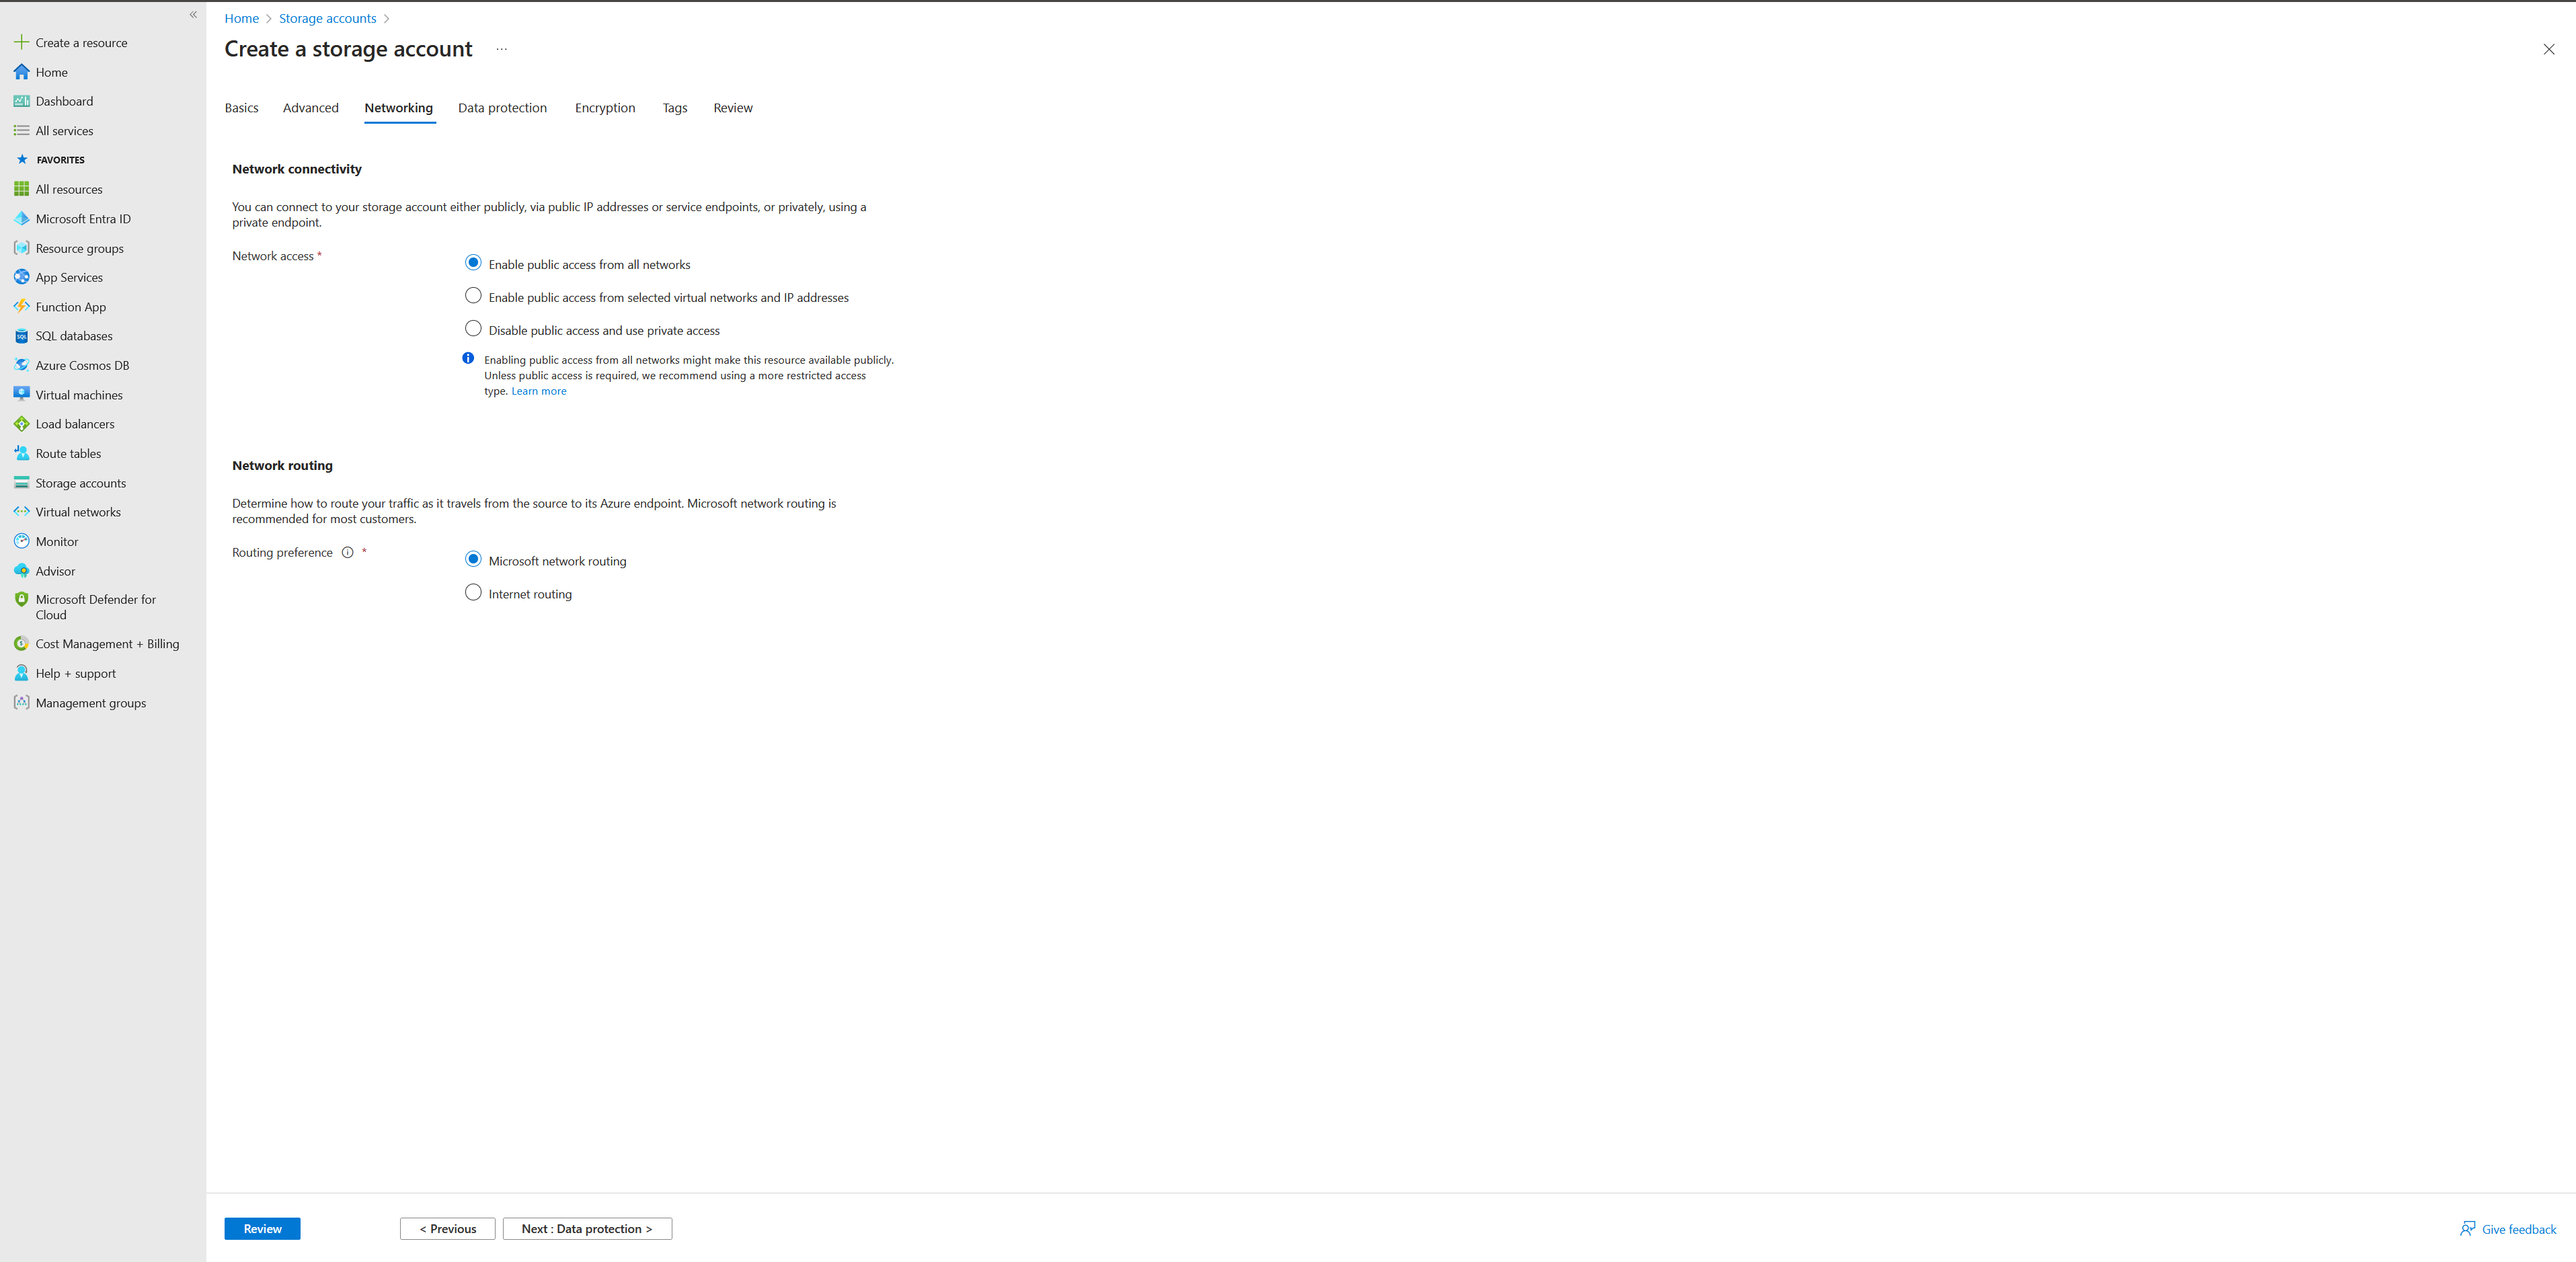 «
Create a resource
Home
Dashboard
All services
FAVORITES
All resources
Microsoft Entra ID
Resource groups
App Services
Function App
SQL databases
Azure Cosmos DB
Virtual machines
Load balancers
Route tables
Storage accounts
Virtual networks
Monitor
Advisor
Microsoft Defender for
Cloud
Cost Management + Billing
Help + support
Management groups
Home > Storage accounts >
Create a storage account ...
Basics Advanced Networking Data protection Encryption Tags Review
Network connectivity
You can connect to your storage account either publicly, via public IP addresses or service endpoints, or privately, using a
private endpoint.
Network access *
Enable public access from all networks
Enable public access from selected virtual networks and IP addresses
Disable public access and use private access
Enabling public access from all networks might make this resource available publicly.
Unless public access is required, we recommend using a more restricted access
type. Learn more
Network routing
Determine how to route your traffic as it travels from the source to its Azure endpoint. Microsoft network routing is
recommended for most customers.
Routing preference *
Microsoft network routing
Internet routing
Review < Previous Next : Data protection > Give feedback